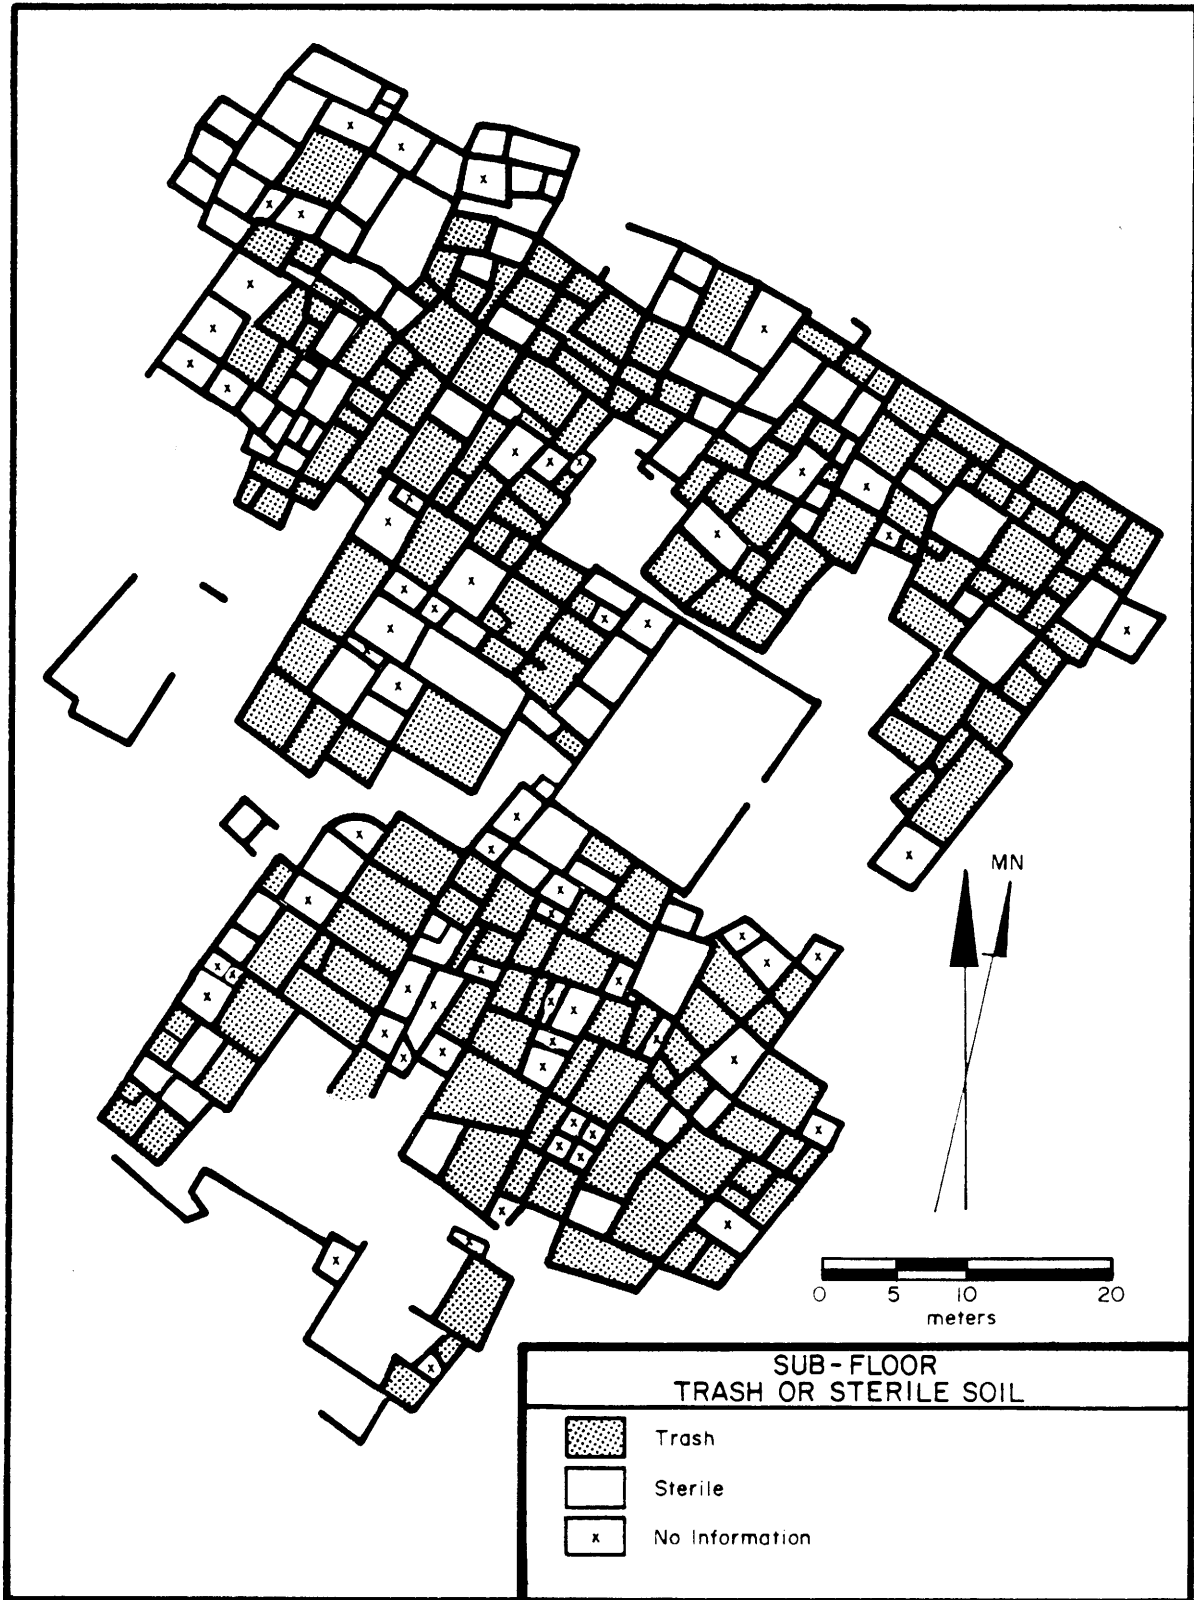 MN
0 5 10 20
meters
SUB-FLOOR
TRASH OR STERILE SOIL
Trash
Sterile
x No Information